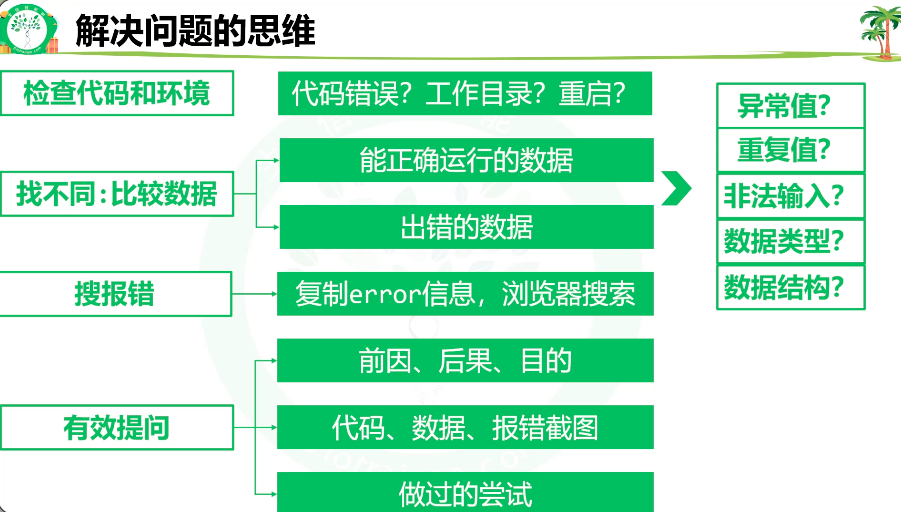 解决问题的思维
检查代码和环境
代码错误？工作目录？重启？
找不同:比较数据
能正确运行的数据
出错的数据
异常值？
重复值？
非法输入？
数据类型？
数据结构？
搜报错
复制error信息，浏览器搜索
有效提问
前因、后果、目的
代码、数据、报错截图
做过的尝试